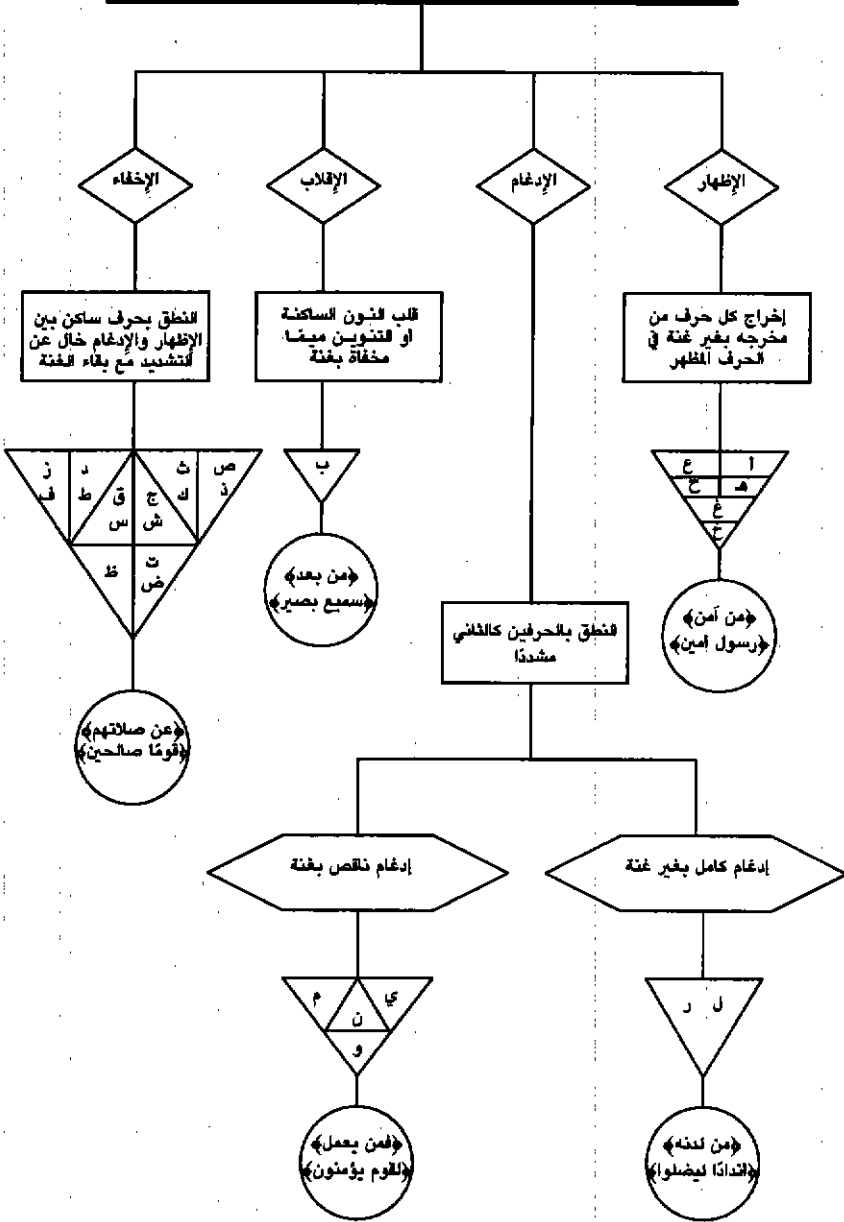 الإظهار
الإدغام
الإقلاب
الإخفاء
إخراج كل حرف من
مخرجه بغير غنة في
الحرف المظهر
قلب النون الساكنة
او التنوين ميمًا
مخفاة بغنة
النطق بحرف ساكن بين
الإظهار والإدغام خال عن
التشديد مع بقاء الغنة
أ ع
هـ ح
غ
خ
ب
ص ث د ز
ذ ك ج ق ط ف
ش س
ت ظ
ض
﴿من آمن﴾
﴿رسول أمين﴾
﴿من بعد﴾
﴿سميع بصير﴾
﴿عن صلاتهم﴾
﴿قومًا صالحين﴾
النطق بالحرفين كالثاني
مشددًا
إدغام كامل بغير غنة
إدغام ناقص بغنة
ل ر
ي ن م
و
﴿من لدنه﴾
﴿اندادًا ليضلوا﴾
﴿فمن يعمل﴾
﴿لقوم يؤمنون﴾